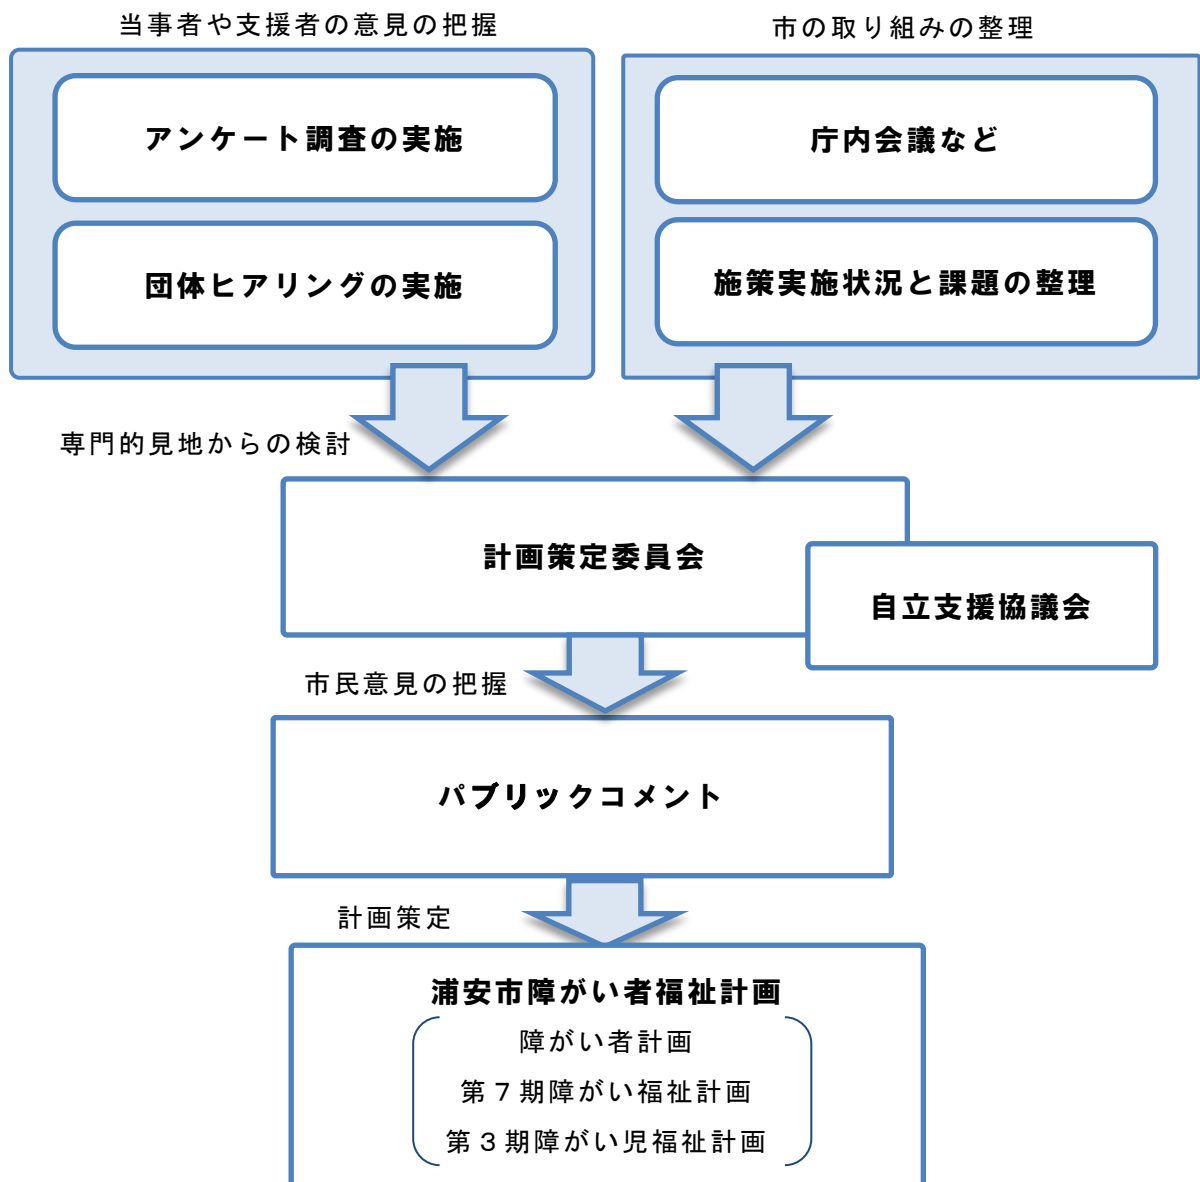 当事者や支援者の意見の把握
アンケート調査の実施
団体ヒアリングの実施
市の取り組みの整理
庁内会議など
施策実施状況と課題の整理
専門的見地からの検討
計画策定委員会
自立支援協議会
市民意見の把握
パブリックコメント
計画策定
浦安市障がい者福祉計画
障がい者計画
第７期障がい福祉計画
第３期障がい児福祉計画